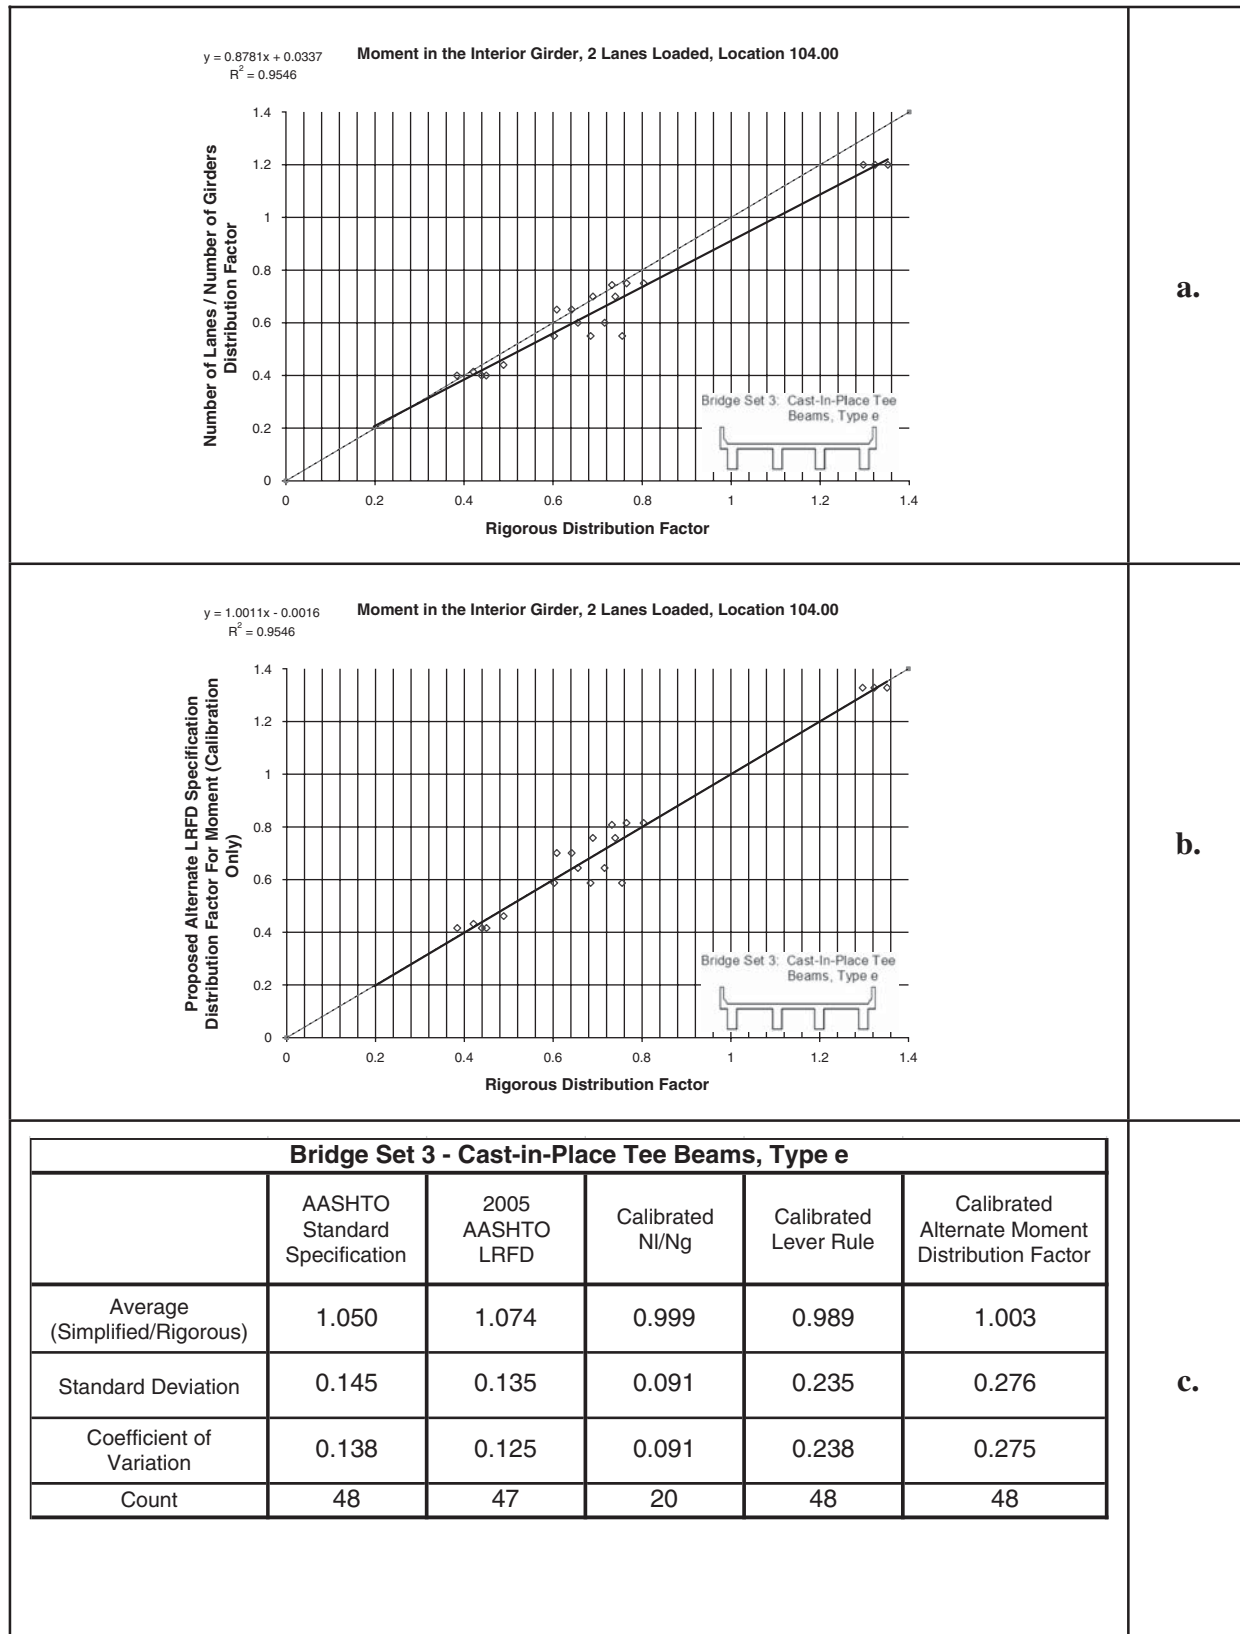 y = 0.8781x + 0.0337
R² = 0.9546
Moment in the Interior Girder, 2 Lanes Loaded, Location 104.00
Number of Lanes / Number of Girders
Distribution Factor
1.4
1.2
1
0.8
0.6
0.4
0.2
0
0 0.2 0.4 0.6 0.8 1 1.2 1.4
Rigorous Distribution Factor
Bridge Set 3: Cast-In-Place Tee
Beams, Type e
a.
y = 1.0011x - 0.0016
R² = 0.9546
Moment in the Interior Girder, 2 Lanes Loaded, Location 104.00
Proposed Alternate LRFD Specification
Distribution Factor For Moment (Calibration
Only)
1.4
1.2
1
0.8
0.6
0.4
0.2
0
0 0.2 0.4 0.6 0.8 1 1.2 1.4
Rigorous Distribution Factor
Bridge Set 3: Cast-In-Place Tee
Beams, Type e
b.
Bridge Set 3 - Cast-in-Place Tee Beams, Type e
AASHTO
Standard
Specification
2005
AASHTO
LRFD
Calibrated
Nl/Ng
Calibrated
Lever Rule
Calibrated
Alternate Moment
Distribution Factor
Average
(Simplified/Rigorous)
1.050 1.074 0.999 0.989 1.003
Standard Deviation 0.145 0.135 0.091 0.235 0.276
Coefficient of
Variation
0.138 0.125 0.091 0.238 0.275
Count 48 47 20 48 48
c.